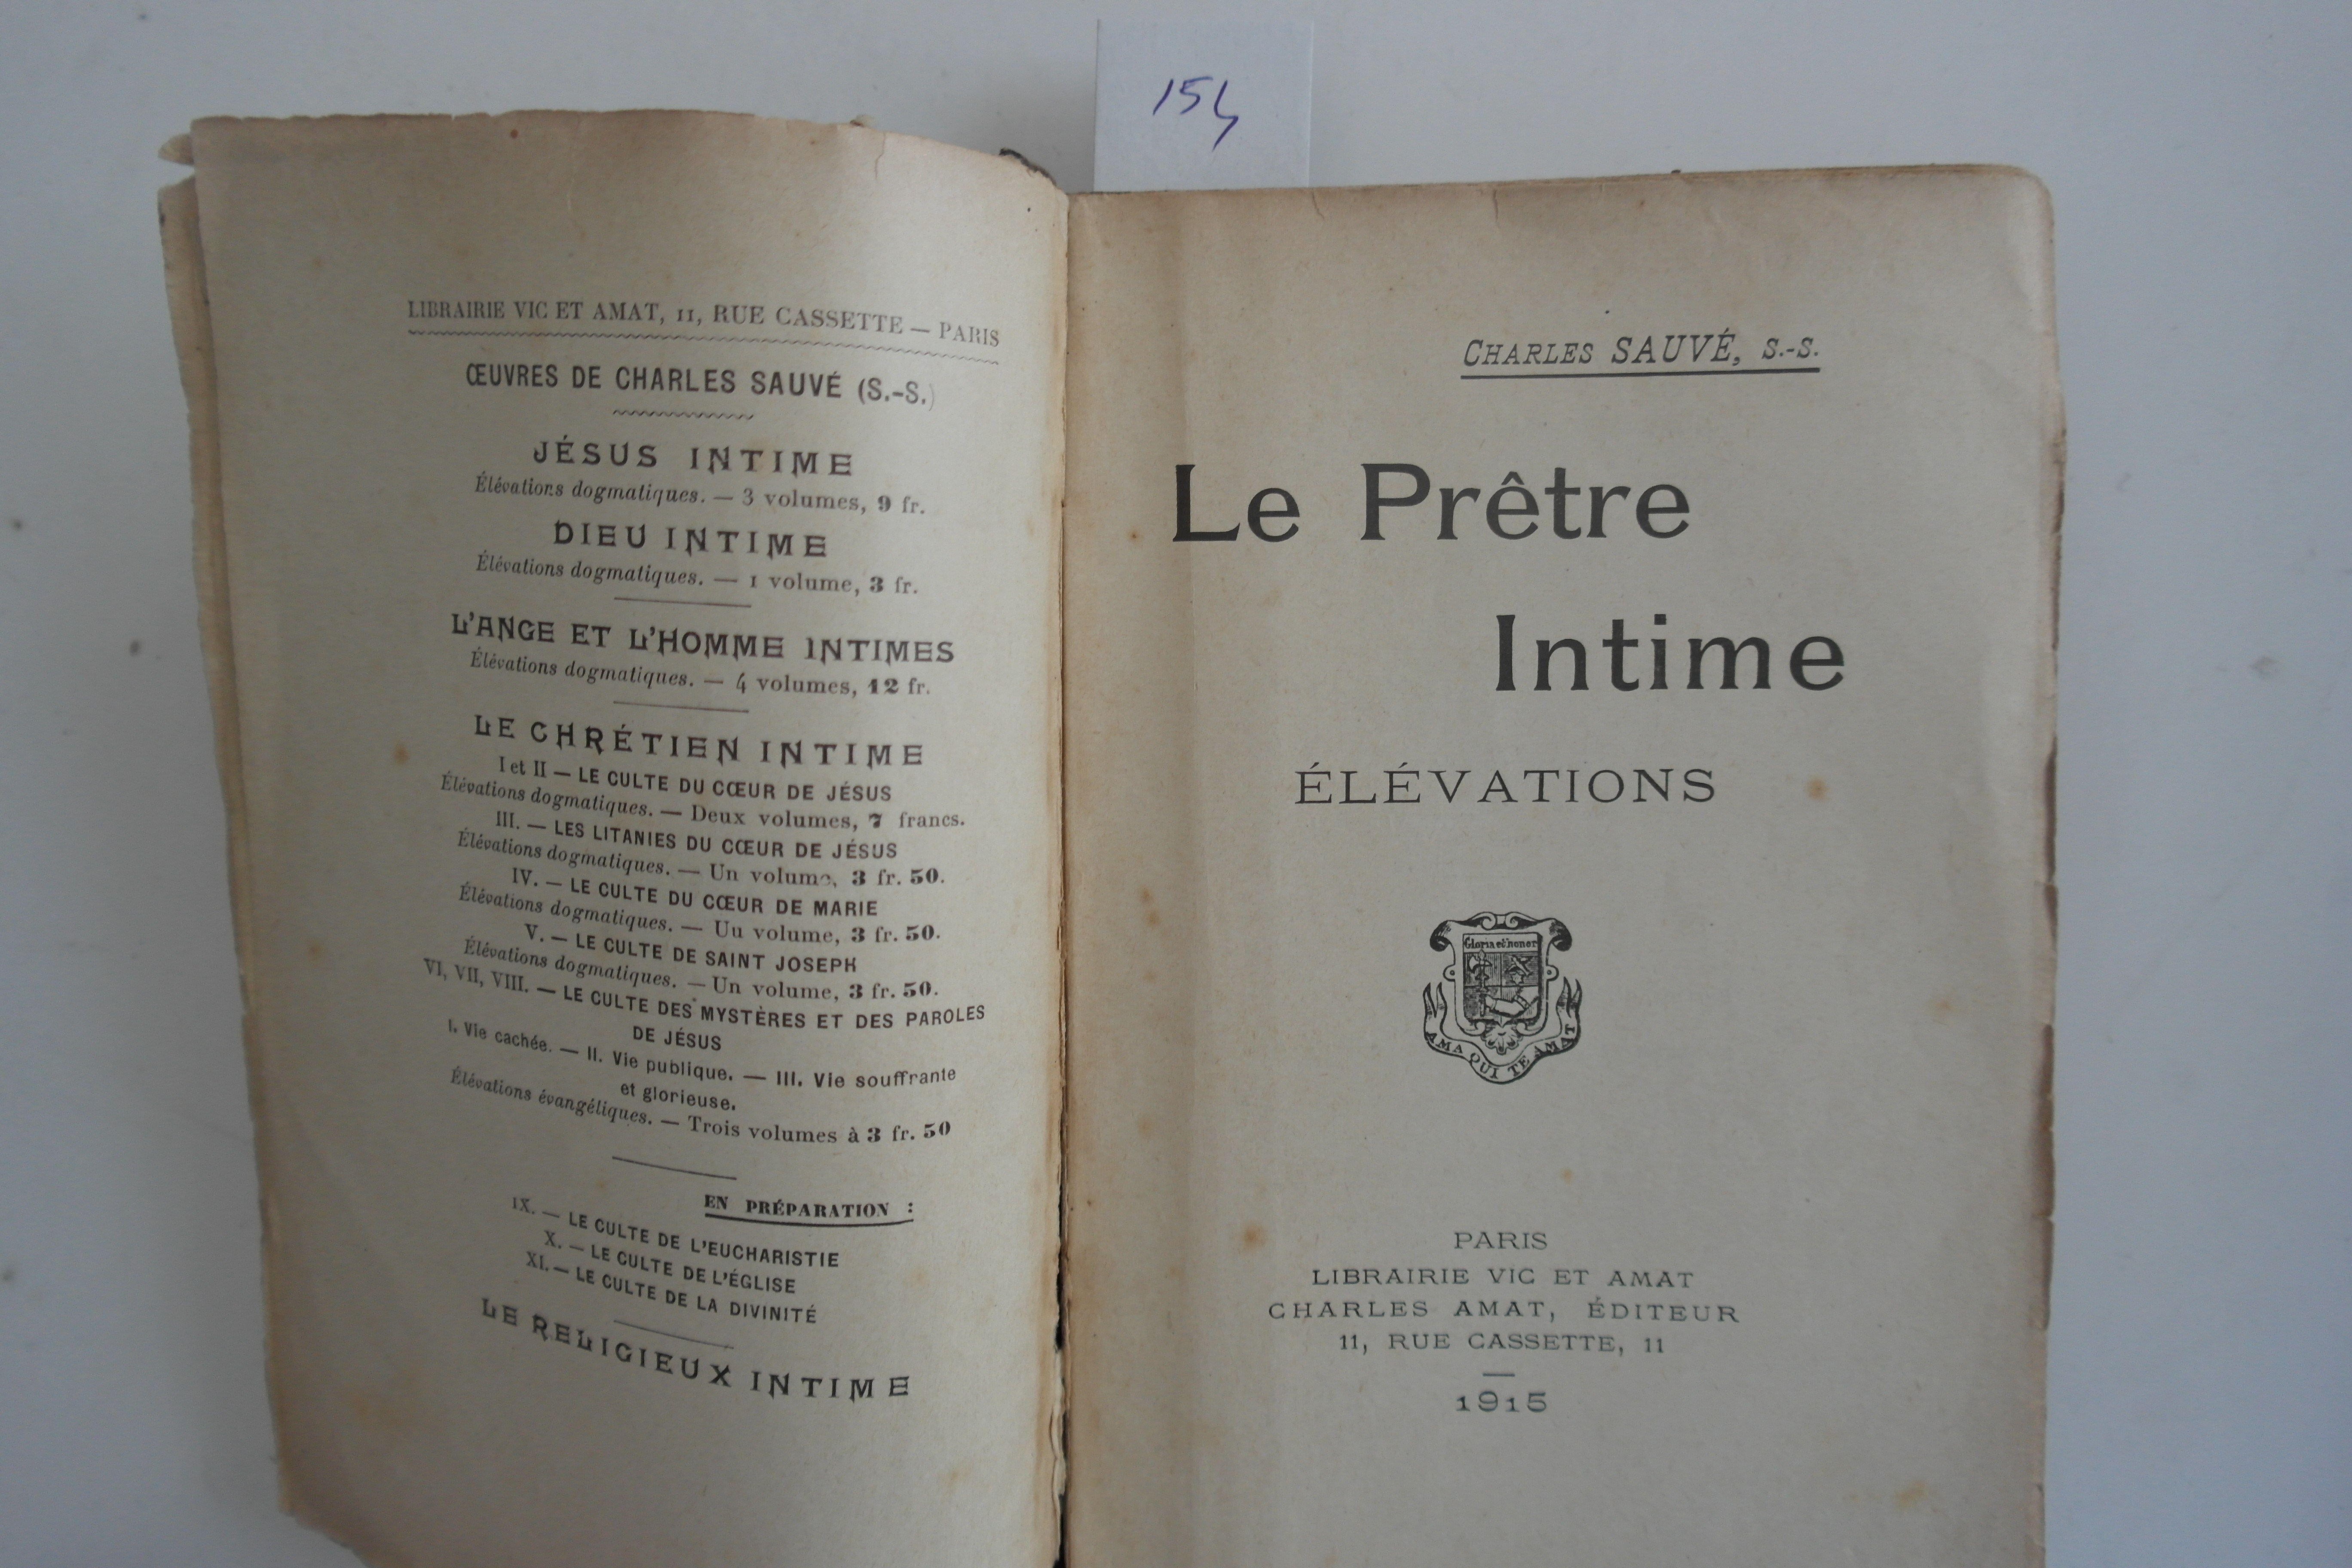 154
LIBRAIRIE VIC ET AMAT, 11, RUE CASSETTE — PARIS
ŒUVRES DE CHARLES SAUVÉ (S.-S.)
JÉSUS INTIME
Élévations dogmatiques. — 3 volumes, 9 fr.
DIEU INTIME
Élévations dogmatiques. — 1 volume, 3 fr.
L'ANGE ET L'HOMME INTIMES
Élévations dogmatiques. — 4 volumes, 12 fr.
LE CHRÉTIEN INTIME
I et II — LE CULTE DU CŒUR DE JÉSUS
Élévations dogmatiques. — Deux volumes, 7 francs.
III. — LES LITANIES DU CŒUR DE JÉSUS
Élévations dogmatiques. — Un volume, 3 fr. 50.
IV. — LE CULTE DU CŒUR DE MARIE
Élévations dogmatiques. — Uu volume, 3 fr. 50.
V. — LE CULTE DE SAINT JOSEPH
Élévations dogmatiques. — Un volume, 3 fr. 50.
VI, VII, VIII. — LE CULTE DES MYSTÈRES ET DES PAROLES
DE JÉSUS
I. Vie cachée. — II. Vie publique. — III. Vie souffrante
et glorieuse.
Élévations évangéliques. — Trois volumes à 3 fr. 50
EN PRÉPARATION :
IX. — LE CULTE DE L'EUCHARISTIE
X. — LE CULTE DE L'ÉGLISE
XI. — LE CULTE DE LA DIVINITÉ
LE RELIGIEUX INTIME
CHARLES SAUVÉ, S.-S.
Le Prêtre
Intime
ÉLÉVATIONS
Gloria et honor
AMA QUI TE AMAT
PARIS
LIBRAIRIE VIC ET AMAT
CHARLES AMAT, ÉDITEUR
11, RUE CASSETTE, 11
1915